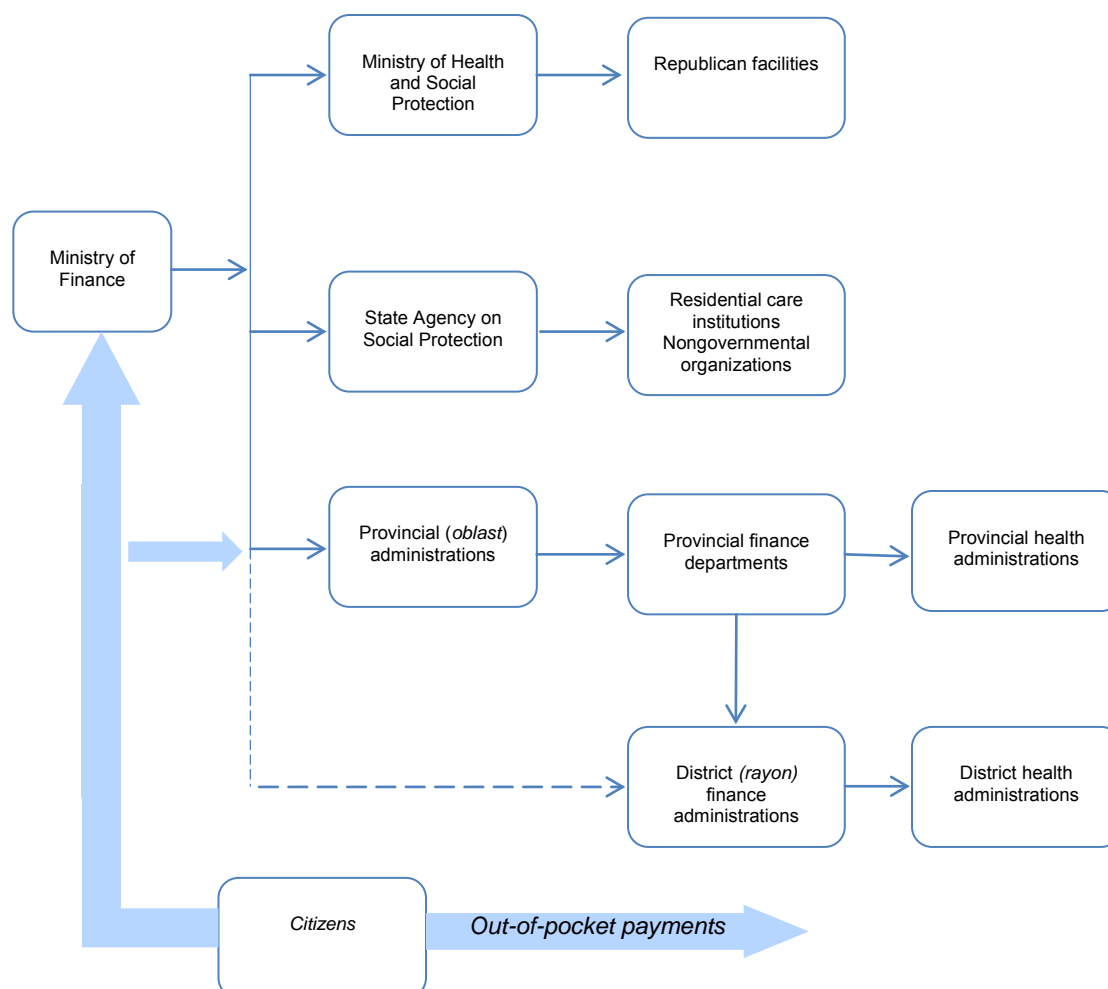 Ministry of Health
and Social
Protection
Republican facilities
Ministry of
Finance
State Agency on
Social Protection
Residential care
institutions
Nongovernmental
organizations
Provincial (oblast)
administrations
Provincial finance
departments
Provincial health
administrations
District (rayon)
finance
administrations
District health
administrations
Citizens
Out-of-pocket payments